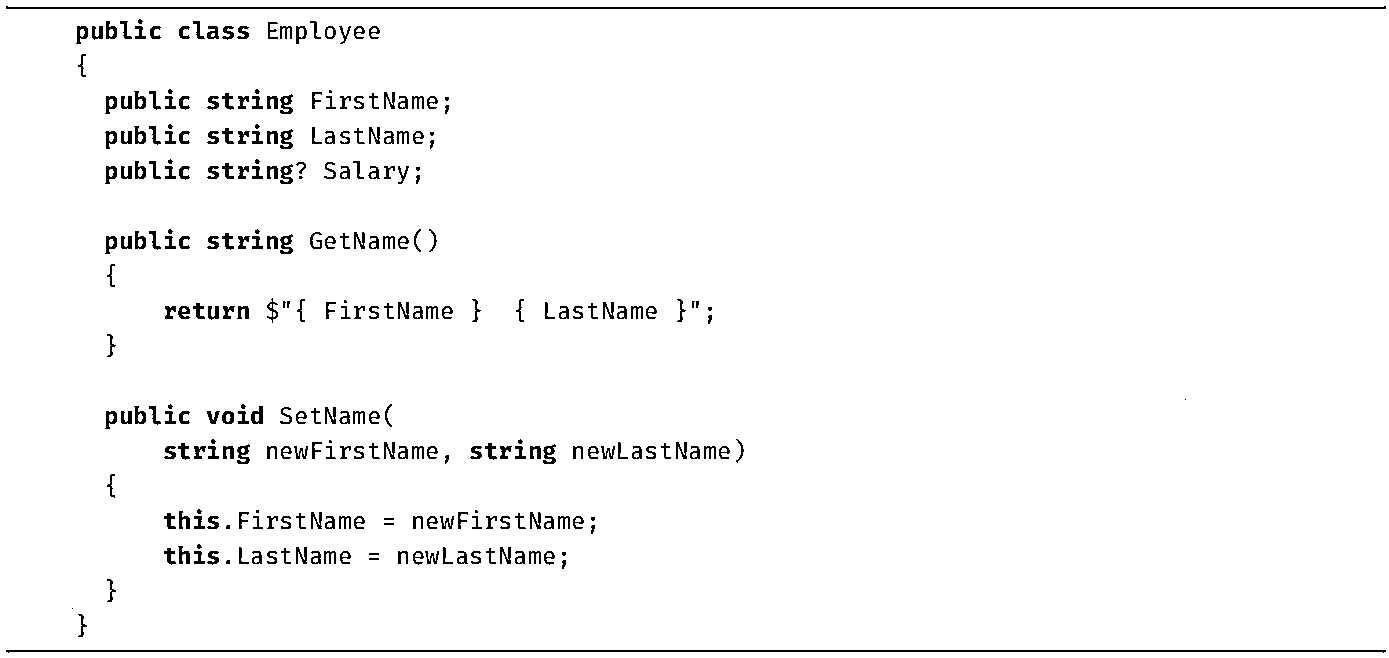 public class Employee
{
  public string FirstName;
  public string LastName;
  public string? Salary;

  public string GetName()
  {
      return $"{ FirstName }  { LastName }";
  }

  public void SetName(
      string newFirstName, string newLastName)
  {
      this.FirstName = newFirstName;
      this.LastName = newLastName;
  }
}